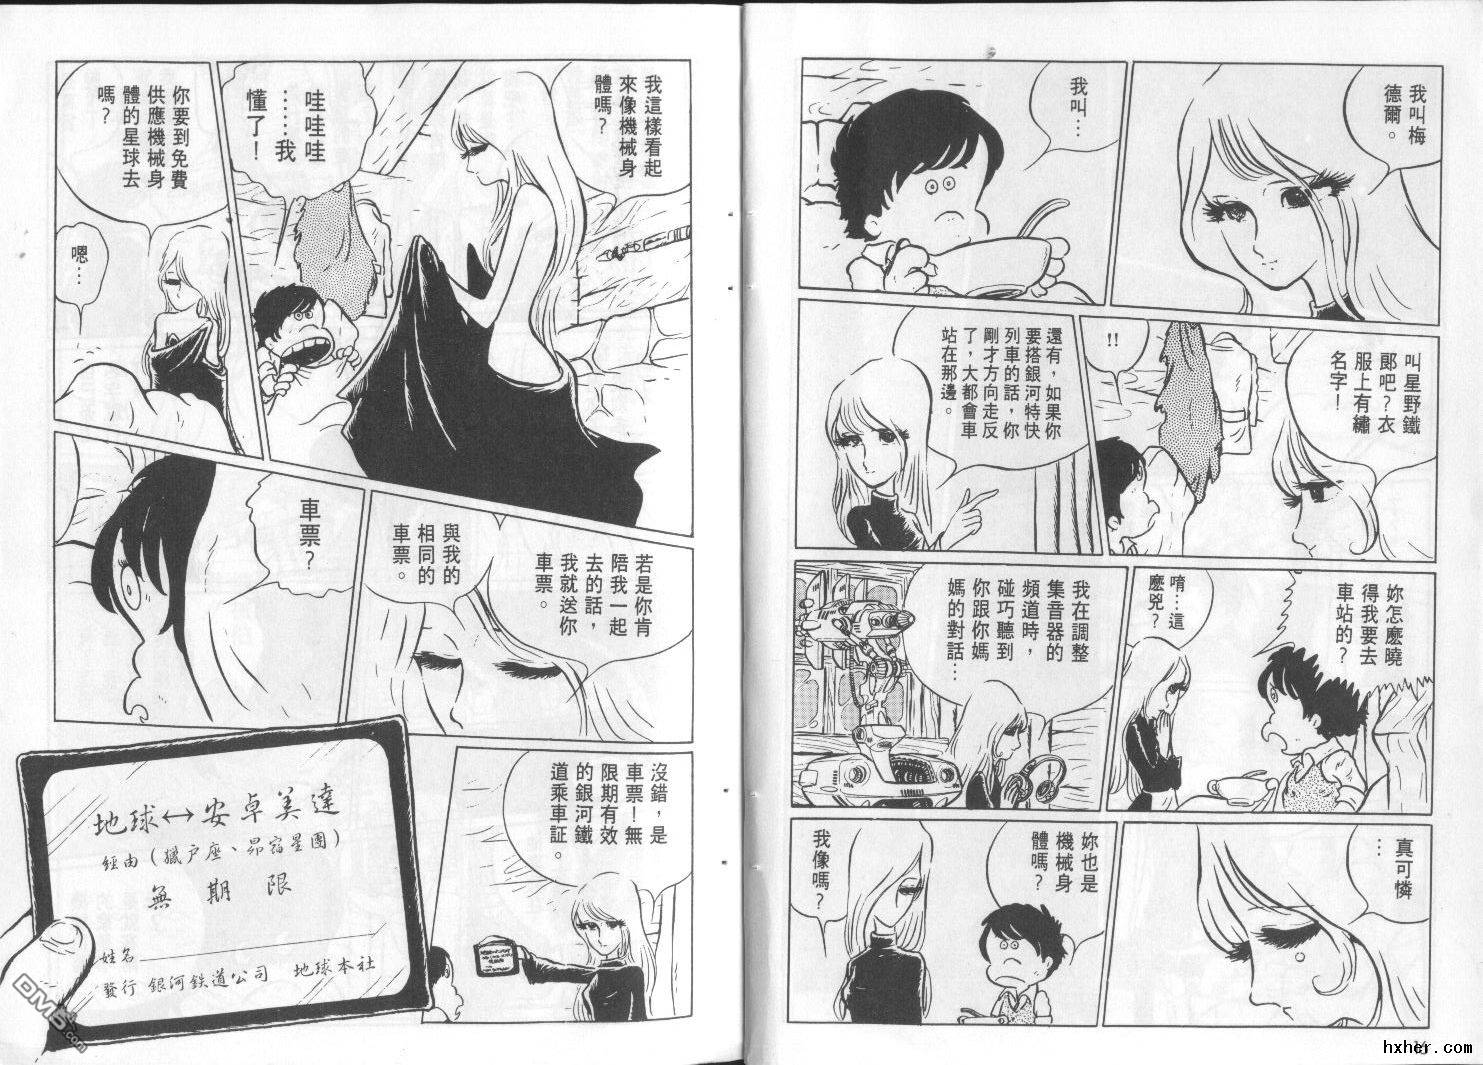 我叫梅
德爾。
我叫…
叫星野鐵
郎吧？衣
服上有繡
名字！
!!
還有，如果你
要搭銀河特快
列車的話，你
剛才方向走反
了，大都會車
站在那邊。
妳怎麽曉
得我要去
車站的？
唷…這
麽兇？
我在調整
集音器的
頻道時，
碰巧聽到
你跟你媽
媽的對話…
真可憐
…
妳也是
機械身
體嗎？
我像嗎？
我這樣看起
來像機械身
體嗎？
哇哇哇
……我
懂了！
你要到免費
供應機械身
體的星球去
嗎？
嗯…
若是你肯
陪我一起
去的話，
我就送你
車票。
與我的
相同的
車票。
車票？
沒錯，是
車票！無
限期有效
的銀河鐵
道乘車証。
地球↔安卓美達
經由（獵戶座、昴宿星團）
無期限
姓名
發行 銀河鉄道公司 地球本社
DM5
hxher.com